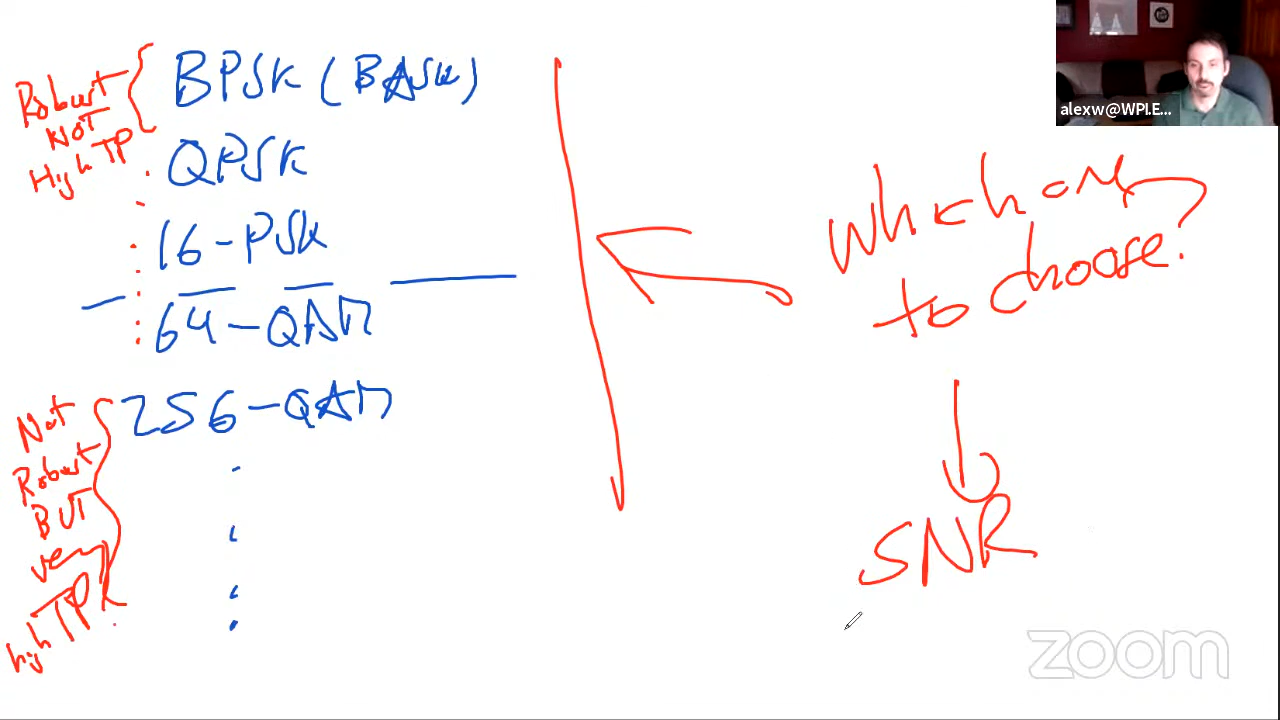 Robust
NOT
High TP
BPSK (BASK)
QPSK
16-PSK
64-QAM
256-QAM
Not
Robust
BUT
very
high TP
Which one
to choose?
SNR
alexw@WPI.E...
zoom